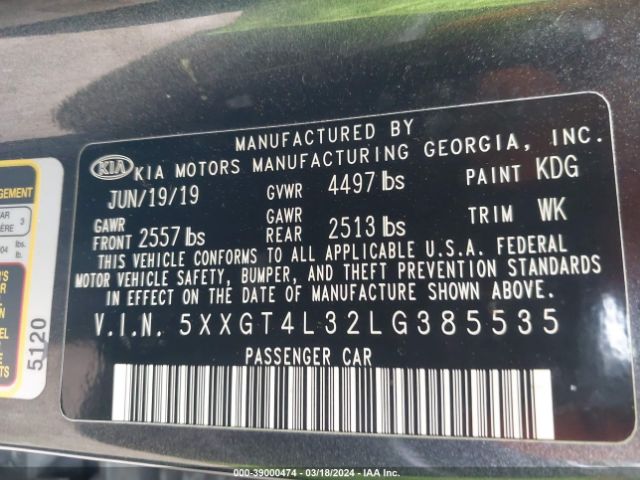 MANUFACTURED BY
KIA KIA MOTORS MANUFACTURING GEORGIA, INC.
JUN/19/19 GVWR 4497 lbs PAINT KDG
GAWR FRONT 2557 lbs GAWR REAR 2513 lbs TRIM WK
THIS VEHICLE CONFORMS TO ALL APPLICABLE U.S.A. FEDERAL
MOTOR VEHICLE SAFETY, BUMPER, AND THEFT PREVENTION STANDARDS
IN EFFECT ON THE DATE OF MANUFACTURE SHOWN ABOVE.
V.I.N. 5XXGT4L32LG385535
PASSENGER CAR
5120
000-39000474 — 03/18/2024 — IAA Inc.